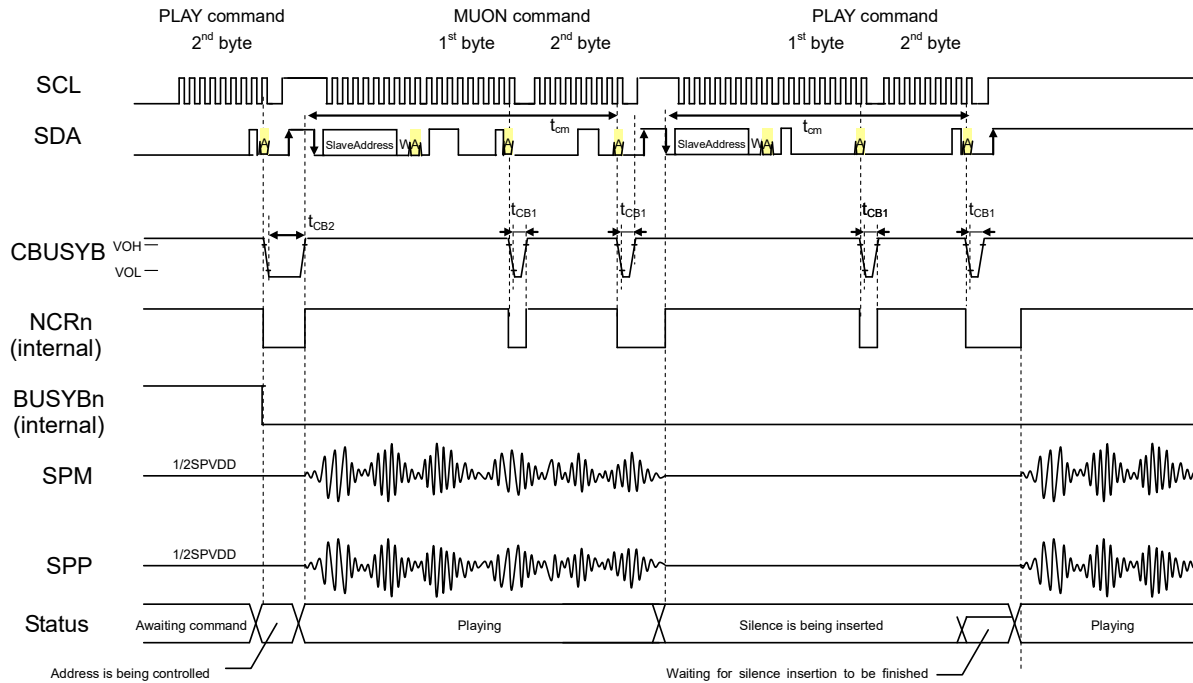 PLAY command MUON command PLAY command
2nd byte 1st byte 2nd byte 1st byte 2nd byte
SCL
tcm tcm
SDA A SlaveAddress W A A A SlaveAddress W A A A
tCB2 tCB1 tCB1 tCB1 tCB1
CBUSYB VOH
VOL
NCRn
(internal)
BUSYBn
(internal)
SPM 1/2SPVDD
SPP 1/2SPVDD
Status Awaiting command Playing Silence is being inserted Playing
Address is being controlled Waiting for silence insertion to be finished